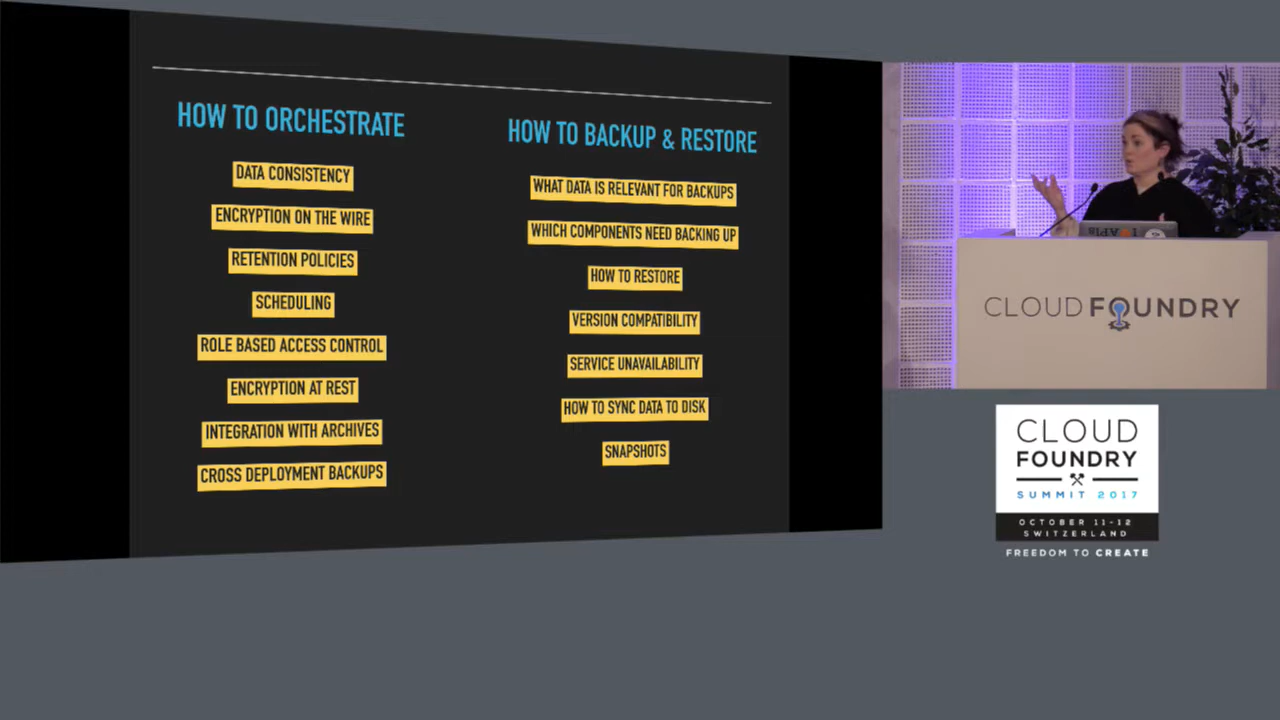 HOW TO ORCHESTRATE
DATA CONSISTENCY
ENCRYPTION ON THE WIRE
RETENTION POLICIES
SCHEDULING
ROLE BASED ACCESS CONTROL
ENCRYPTION AT REST
INTEGRATION WITH ARCHIVES
CROSS DEPLOYMENT BACKUPS
HOW TO BACKUP & RESTORE
WHAT DATA IS RELEVANT FOR BACKUPS
WHICH COMPONENTS NEED BACKING UP
HOW TO RESTORE
VERSION COMPATIBILITY
SERVICE UNAVAILABILITY
HOW TO SYNC DATA TO DISK
SNAPSHOTS
I APIS
CLOUD FOUNDRY
CLOUD
FOUNDRY
SUMMIT 2017
OCTOBER 11-12
SWITZERLAND
FREEDOM TO CREATE